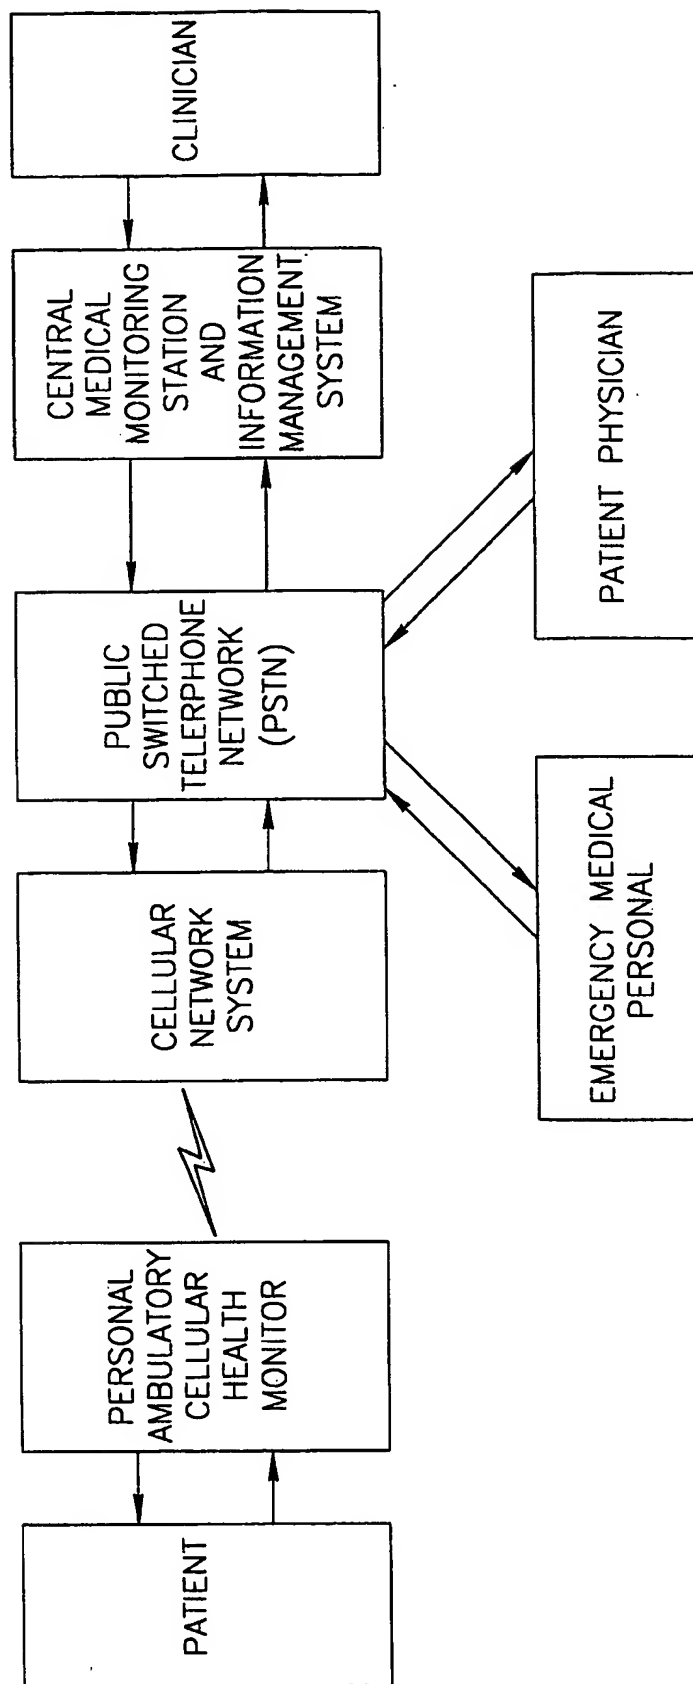 PATIENT
PERSONAL
AMBULATORY
CELLULAR
HEALTH
MONITOR
CELLULAR
NETWORK
SYSTEM
PUBLIC
SWITCHED
TELERPHONE
NETWORK
(PSTN)
CENTRAL
MEDICAL
MONITORING
STATION
AND
INFORMATION
MANAGEMENT
SYSTEM
CLINICIAN
EMERGENCY MEDICAL
PERSONAL
PATIENT PHYSICIAN